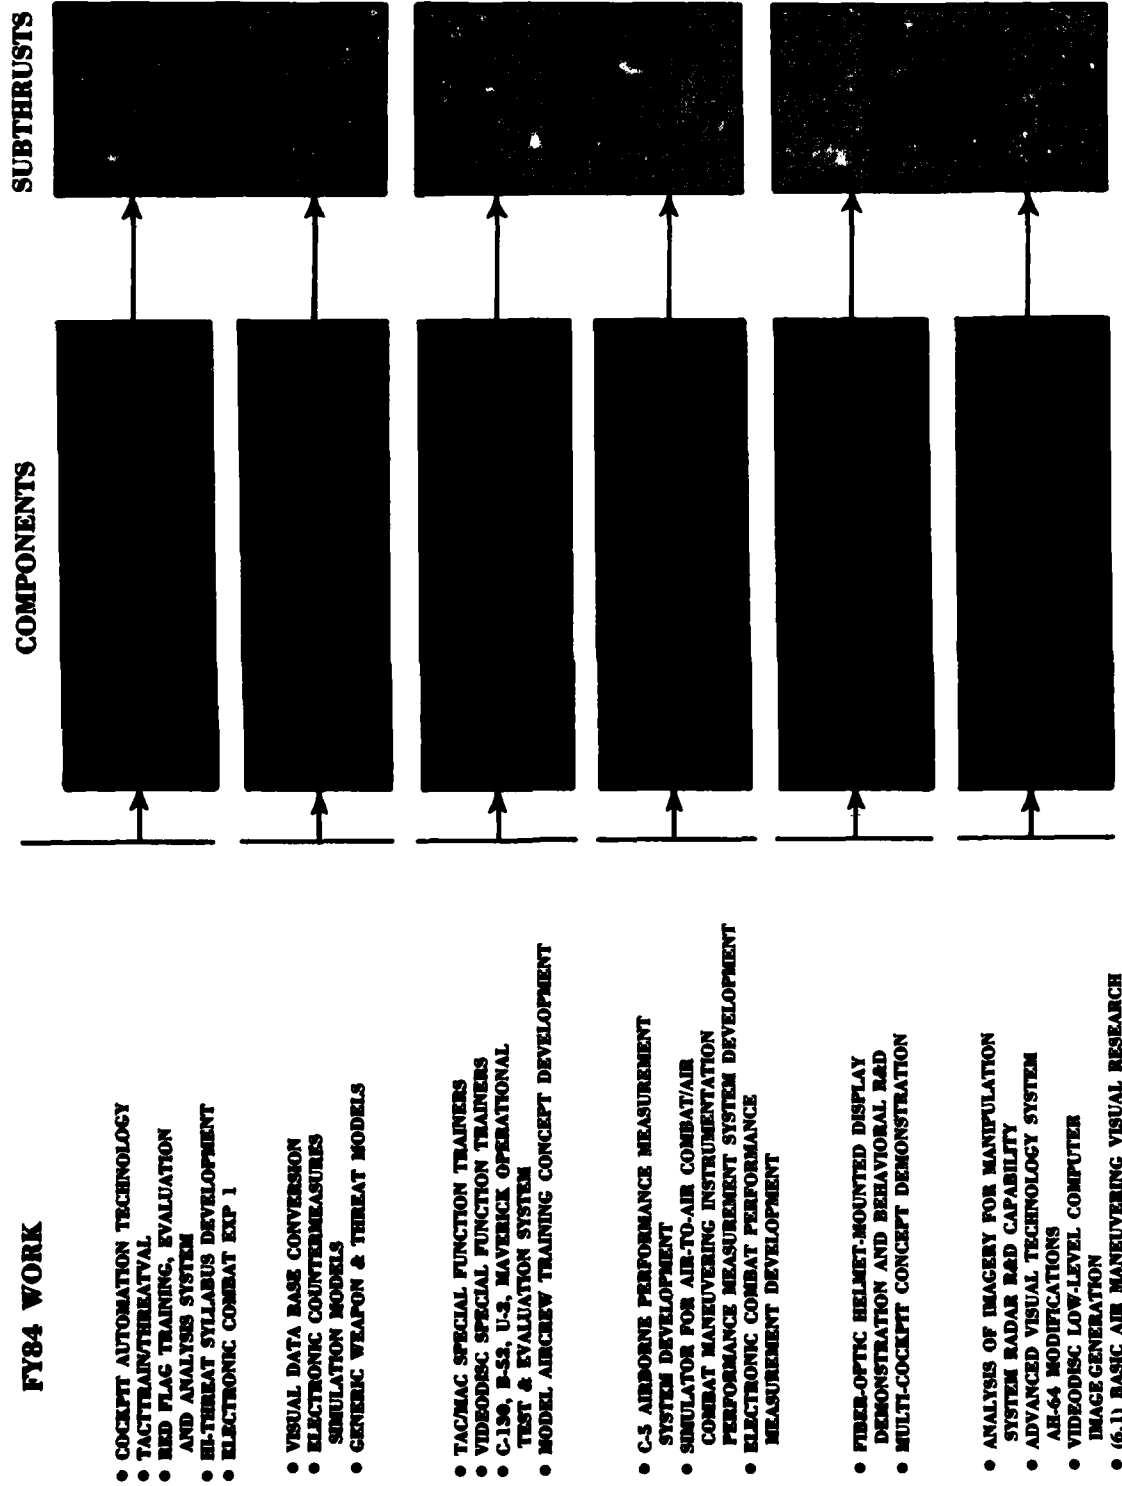 FY84 WORK
COMPONENTS
SUBTHRUSTS
• COCKPIT AUTOMATION TECHNOLOGY
• TACTTRAIN/THREATVAL
• RED FLAG TRAINING, EVALUATION
AND ANALYSIS SYSTEM
• HI-THREAT SYLLABUS DEVELOPMENT
• ELECTRONIC COMBAT EXP 1
• VISUAL DATA BASE CONVERSION
• ELECTRONIC COUNTERMEASURES
SIMULATION MODELS
• GENERIC WEAPON & THREAT MODELS
• TAC/MAC SPECIAL FUNCTION TRAINERS
• VIDEODISC SPECIAL FUNCTION TRAINERS
• C-130, B-52, U-2, MAVERICK OPERATIONAL
TEST & EVALUATION SYSTEM
• MODEL AIRCREW TRAINING CONCEPT DEVELOPMENT
• C-5 AIRBORNE PERFORMANCE MEASUREMENT
SYSTEM DEVELOPMENT
• SIMULATOR FOR AIR-TO-AIR COMBAT/AIR
COMBAT MANEUVERING INSTRUMENTATION
PERFORMANCE MEASUREMENT SYSTEM DEVELOPMENT
• ELECTRONIC COMBAT PERFORMANCE
MEASUREMENT DEVELOPMENT
• FIBER-OPTIC HELMET-MOUNTED DISPLAY
DEMONSTRATION AND BEHAVIORAL R&D
• MULTI-COCKPIT CONCEPT DEMONSTRATION
• ANALYSIS OF IMAGERY FOR MANIPULATION
SYSTEM RADAR R&D CAPABILITY
• ADVANCED VISUAL TECHNOLOGY SYSTEM
AH-64 MODIFICATIONS
• VIDEODISC LOW-LEVEL COMPUTER
IMAGE GENERATION
• (6.1) BASIC AIR MANEUVERING VISUAL RESEARCH